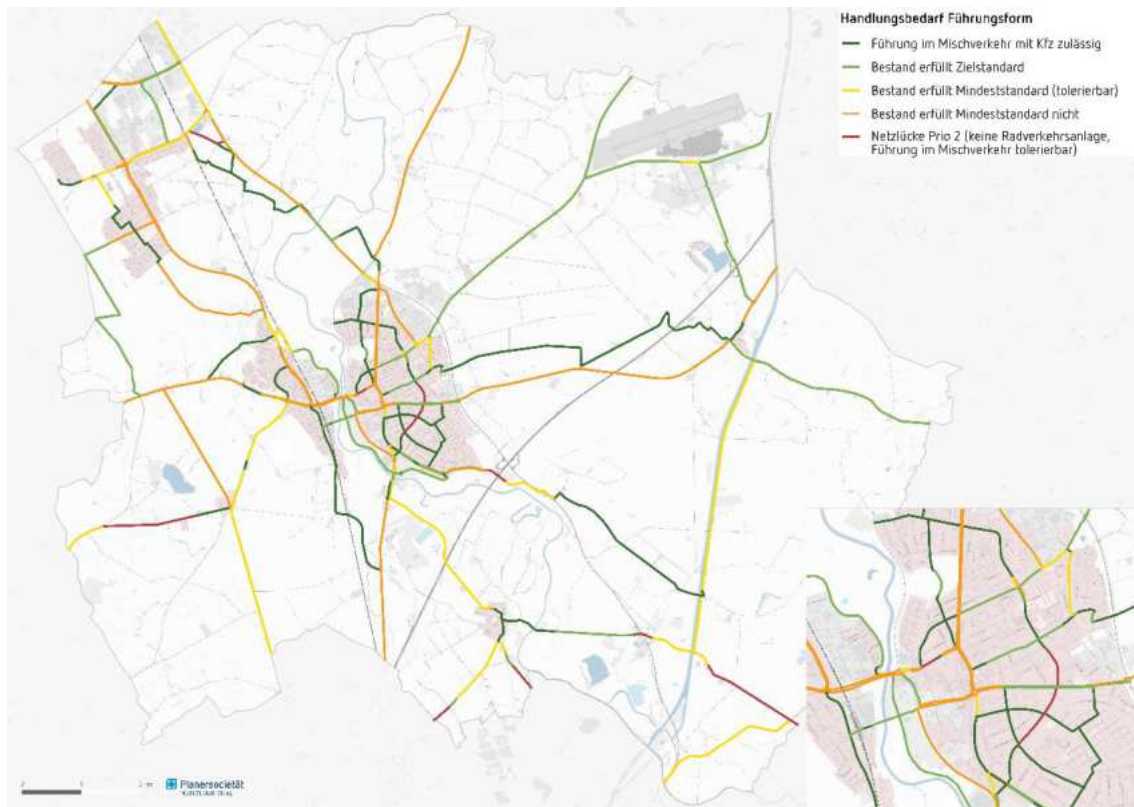 Handlungsbedarf Führungsform
Führung im Mischverkehr mit Kfz zulässig
Bestand erfüllt Zielstandard
Bestand erfüllt Mindeststandard (tolerierbar)
Bestand erfüllt Mindeststandard nicht
Netzlücke Prio 2 (keine Radverkehrsanlage,
Führung im Mischverkehr tolerierbar)
Planersocietät